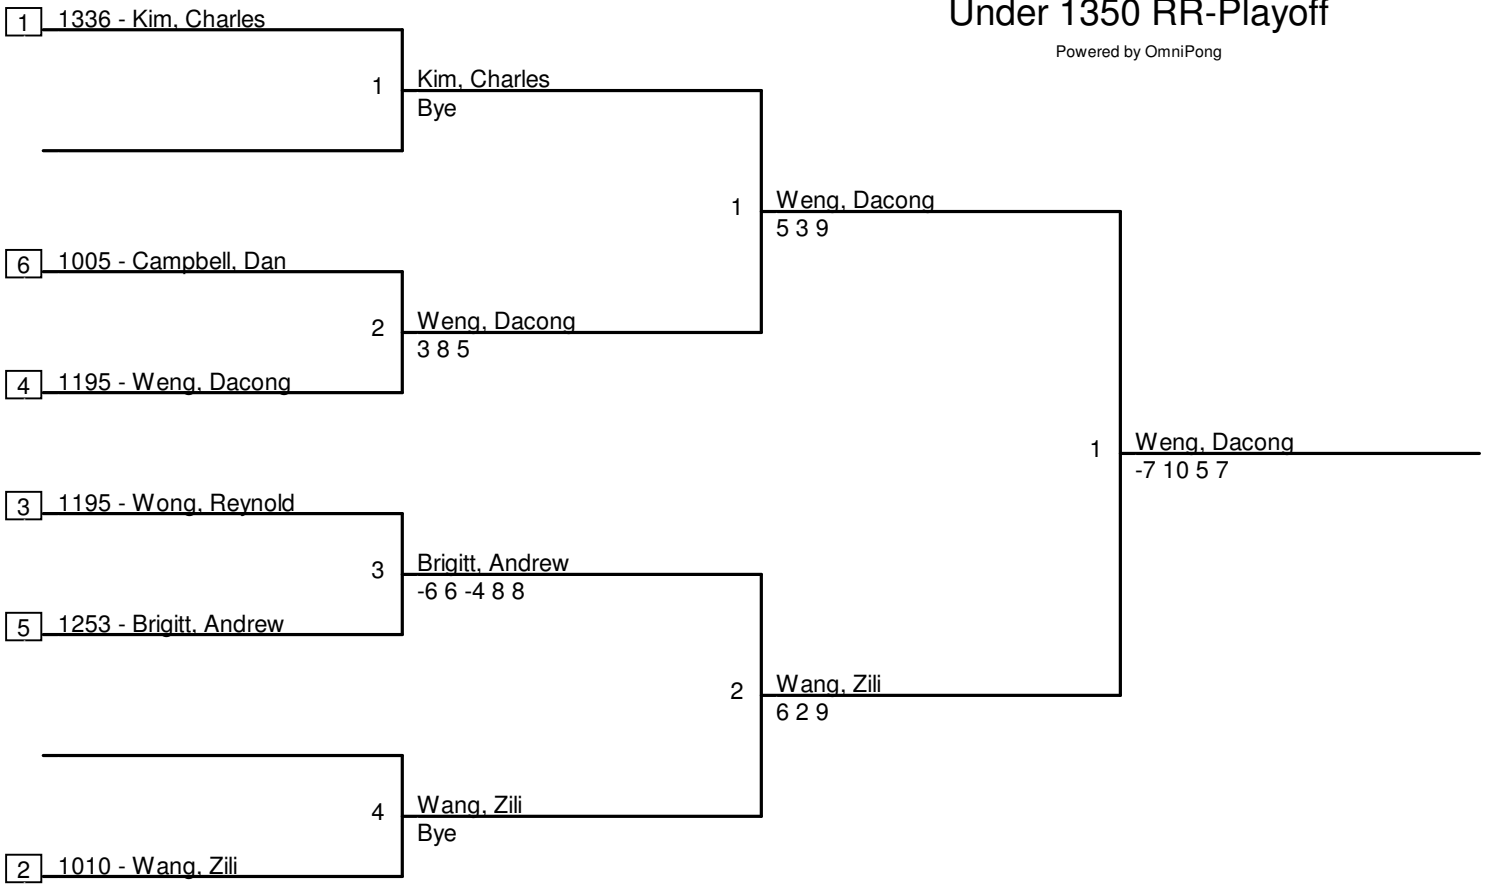 Under 1350 RR-Playoff
Powered by OmniPong
1 1336 - Kim, Charles
1 Kim, Charles
Bye
1 Weng, Dacong
5 3 9
6 1005 - Campbell, Dan
2 Weng, Dacong
3 8 5
4 1195 - Weng, Dacong
1 Weng, Dacong
-7 10 5 7
3 1195 - Wong, Reynold
3 Brigitt, Andrew
-6 6 -4 8 8
5 1253 - Brigitt, Andrew
2 Wang, Zili
6 2 9
4 Wang, Zili
Bye
2 1010 - Wang, Zili